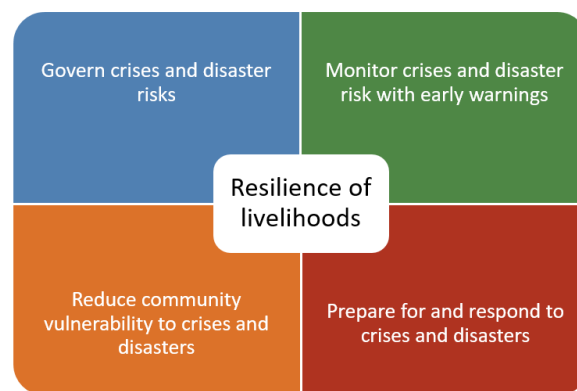 Govern crises and disaster
risks
Monitor crises and disaster
risk with early warnings
Resilience of
livelihoods
Reduce community
vulnerability to crises and
disasters
Prepare for and respond to
crises and disasters